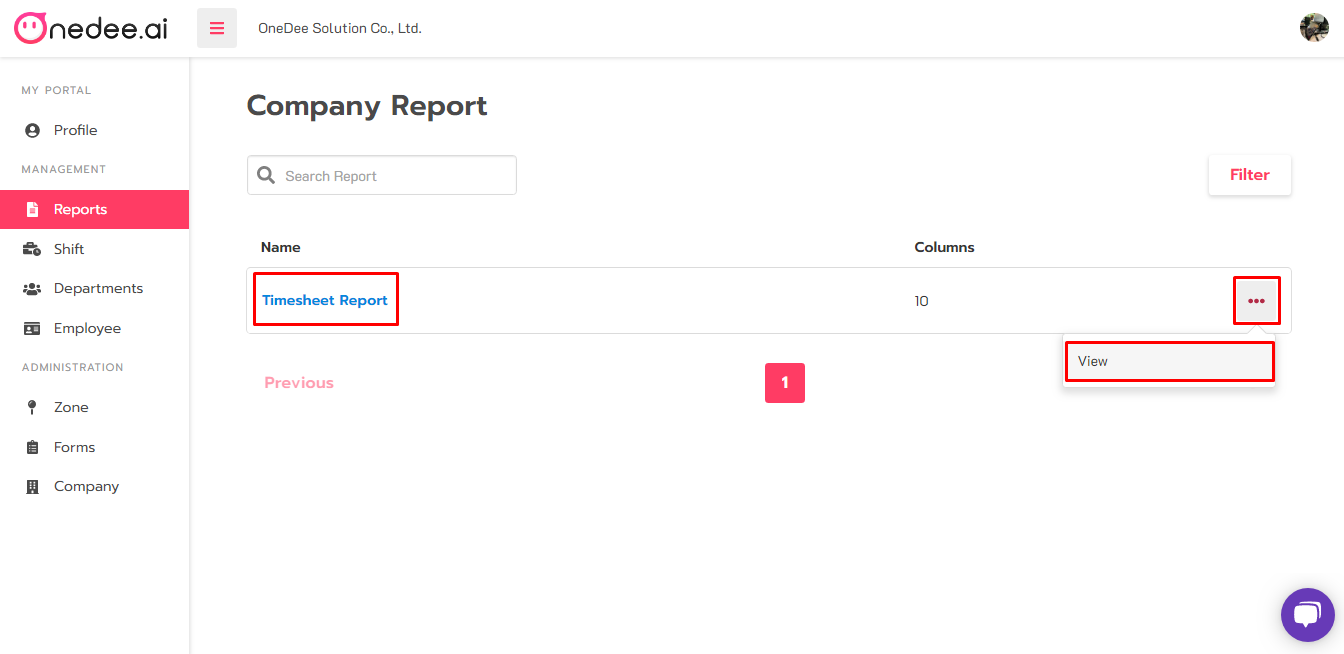 Onedee.ai
OneDee Solution Co., Ltd.
MY PORTAL
Profile
MANAGEMENT
Reports
Shift
Departments
Employee
ADMINISTRATION
Zone
Forms
Company
Company Report
Search Report
Filter
Name Columns
Timesheet Report 10
View
Previous 1